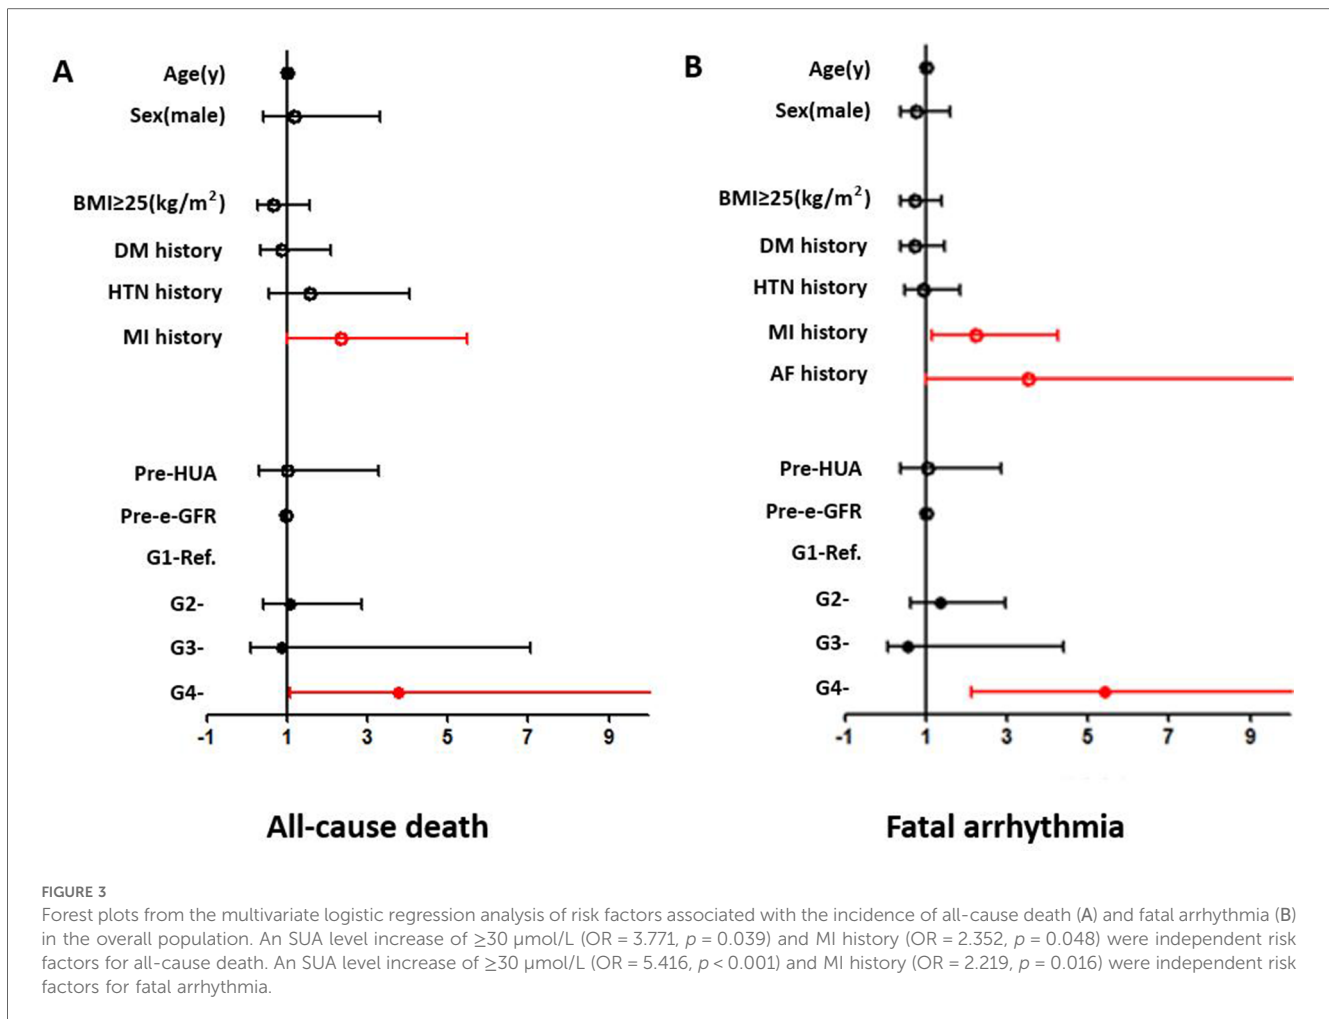 A
Age(y)
Sex(male)
BMI≥25(kg/m²)
DM history
HTN history
MI history
Pre-HUA
Pre-e-GFR
G1-Ref.
G2-
G3-
G4-
-1 1 3 5 7 9
All-cause death
B
Age(y)
Sex(male)
BMI≥25(kg/m²)
DM history
HTN history
MI history
AF history
Pre-HUA
Pre-e-GFR
G1-Ref.
G2-
G3-
G4-
-1 1 3 5 7 9
Fatal arrhythmia
FIGURE 3
Forest plots from the multivariate logistic regression analysis of risk factors associated with the incidence of all-cause death (A) and fatal arrhythmia (B)
in the overall population. An SUA level increase of ≥30 μmol/L (OR = 3.771, p = 0.039) and MI history (OR = 2.352, p = 0.048) were independent risk
factors for all-cause death. An SUA level increase of ≥30 μmol/L (OR = 5.416, p < 0.001) and MI history (OR = 2.219, p = 0.016) were independent risk
factors for fatal arrhythmia.